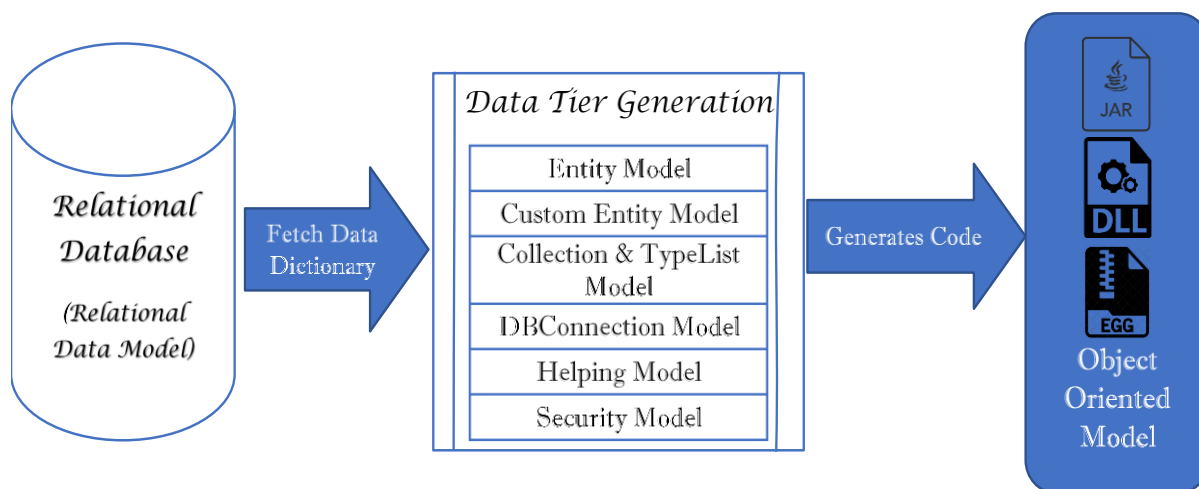 Relational
Database
(Relational
Data Model)
Fetch Data
Dictionary
Data Tier Generation
Entity Model
Custom Entity Model
Collection & TypeList
Model
DBConnection Model
Helping Model
Security Model
Generates Code
JAR
DLL
EGG
Object
Oriented
Model